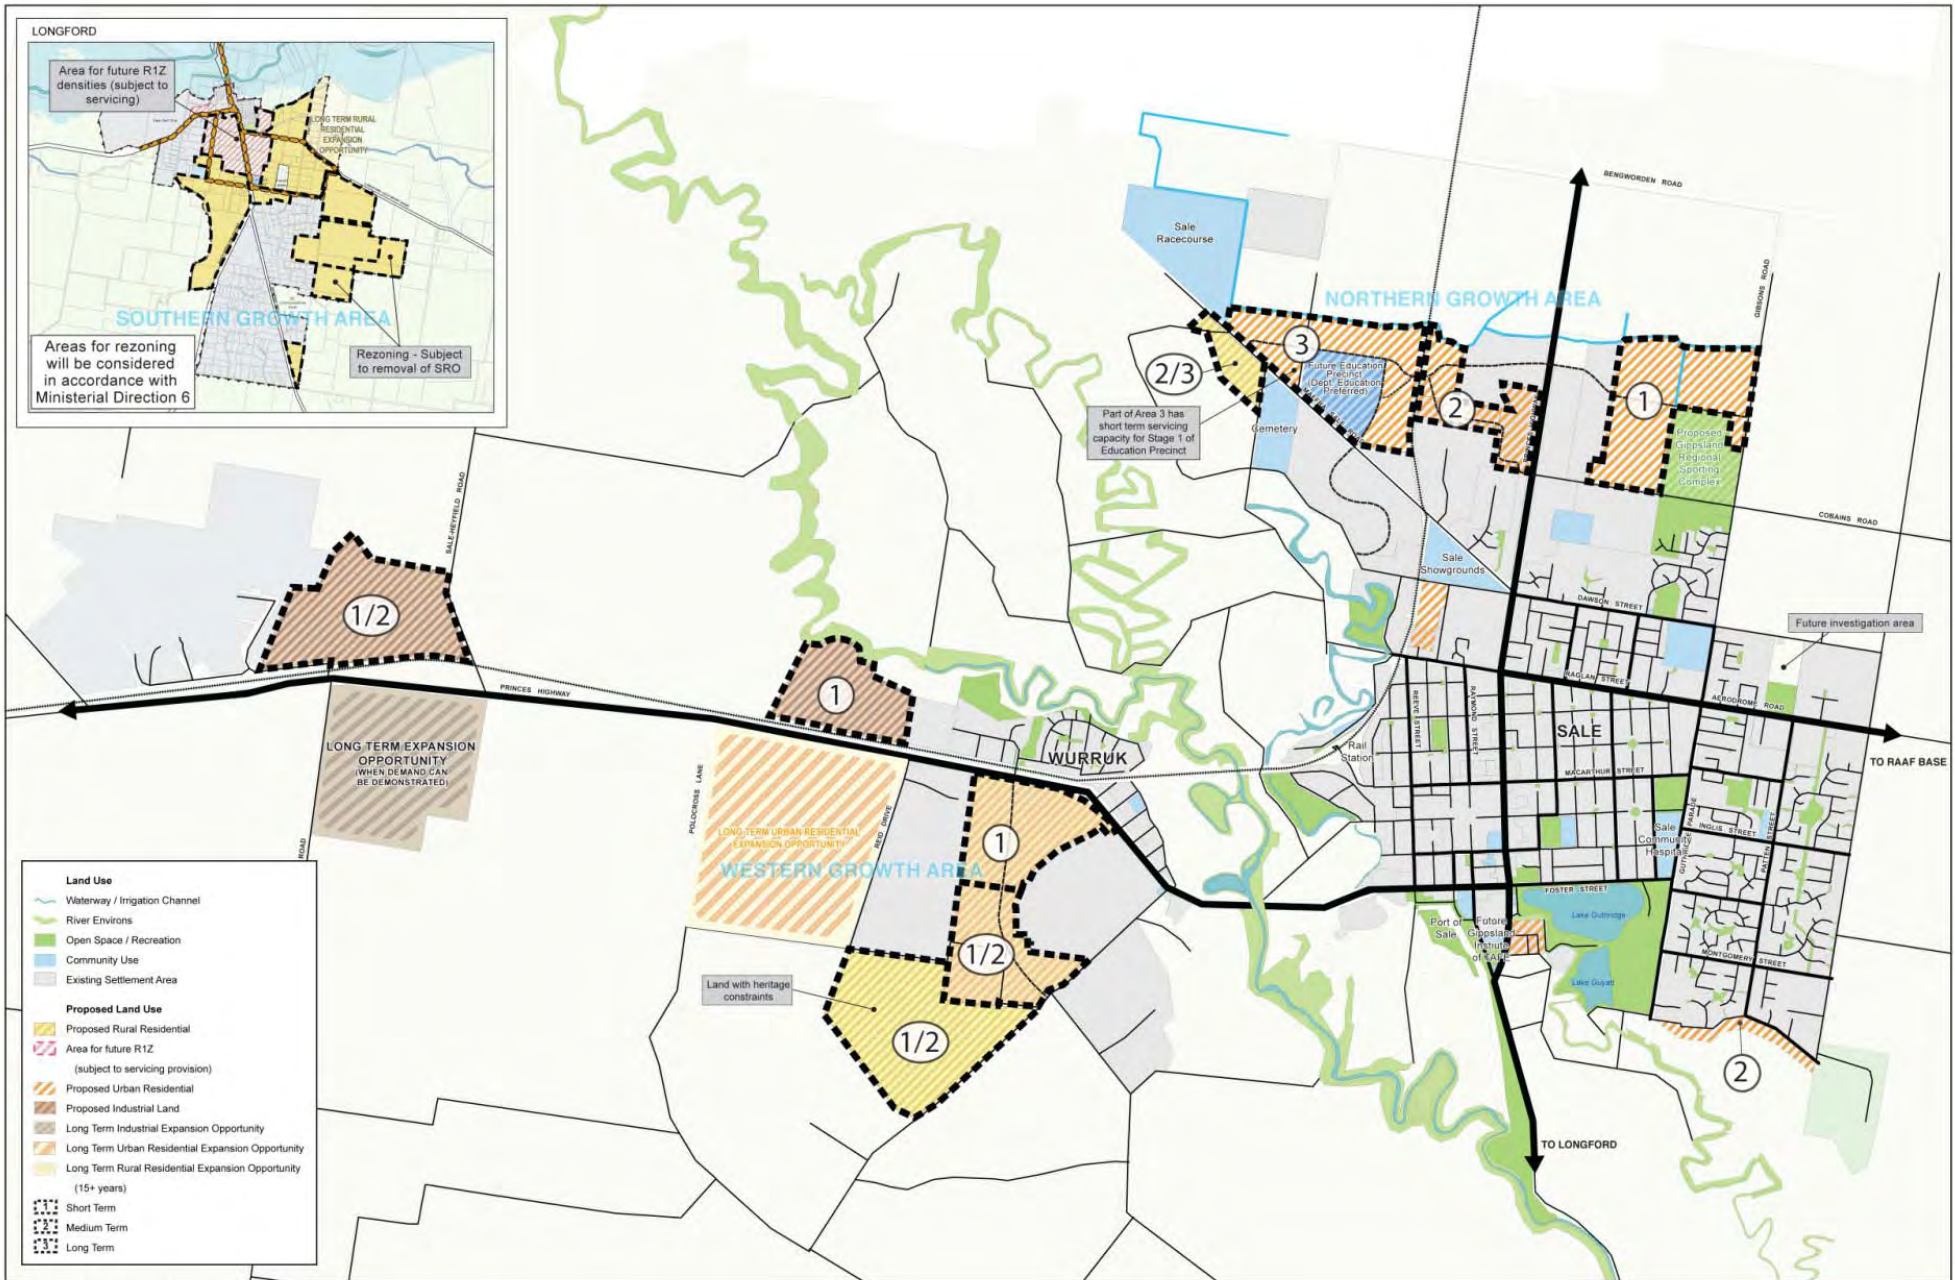 LONGFORD
Area for future R1Z
densities (subject to
servicing)
LONG TERM RURAL
RESIDENTIAL
EXPANSION
OPPORTUNITY
SOUTHERN GROWTH AREA
Areas for rezoning
will be considered
in accordance with
Ministerial Direction 6
Rezoning - Subject
to removal of SRO
BENGWORDEN ROAD
Sale
Racecourse
GIBSONS ROAD
NORTHERN GROWTH AREA
3
2/3
Future Education
Precinct
(Dept. Education
Preferred)
2
1
Part of Area 3 has
short term servicing
capacity for Stage 1 of
Education Precinct
Cemetery
Proposed
Gippsland
Regional
Sporting
Complex
COBAINS ROAD
SALE-HEYFIELD ROAD
1/2
Sale
Showgrounds
DAWSON STREET
Future investigation area
RAGLAN STREET
AERODROME ROAD
PRINCES HIGHWAY
1
REEVE STREET
RAYMOND STREET
SALE
Rail
Station
WURRUK
MACARTHUR STREET
TO RAAF BASE
LONG TERM EXPANSION
OPPORTUNITY
(WHEN DEMAND CAN
BE DEMONSTRATED)
ROAD
POLOCROSS LANE
REID DRIVE
LONG TERM URBAN RESIDENTIAL
EXPANSION OPPORTUNITY
WESTERN GROWTH AREA
1
Sale
Community
Hospital
GUTHRIE PARADE
INGLIS STREET
PATTEN STREET
FOSTER STREET
Lake Guthridge
Port of
Sale
Future
Gippsland
Institute
of TAFE
1/2
MONTGOMERY STREET
Lake Guyatt
Land with heritage
constraints
1/2
2
TO LONGFORD
Land Use
Waterway / Irrigation Channel
River Environs
Open Space / Recreation
Community Use
Existing Settlement Area
Proposed Land Use
Proposed Rural Residential
Area for future R1Z
(subject to servicing provision)
Proposed Urban Residential
Proposed Industrial Land
Long Term Industrial Expansion Opportunity
Long Term Urban Residential Expansion Opportunity
Long Term Rural Residential Expansion Opportunity
(15+ years)
1 Short Term
2 Medium Term
3 Long Term